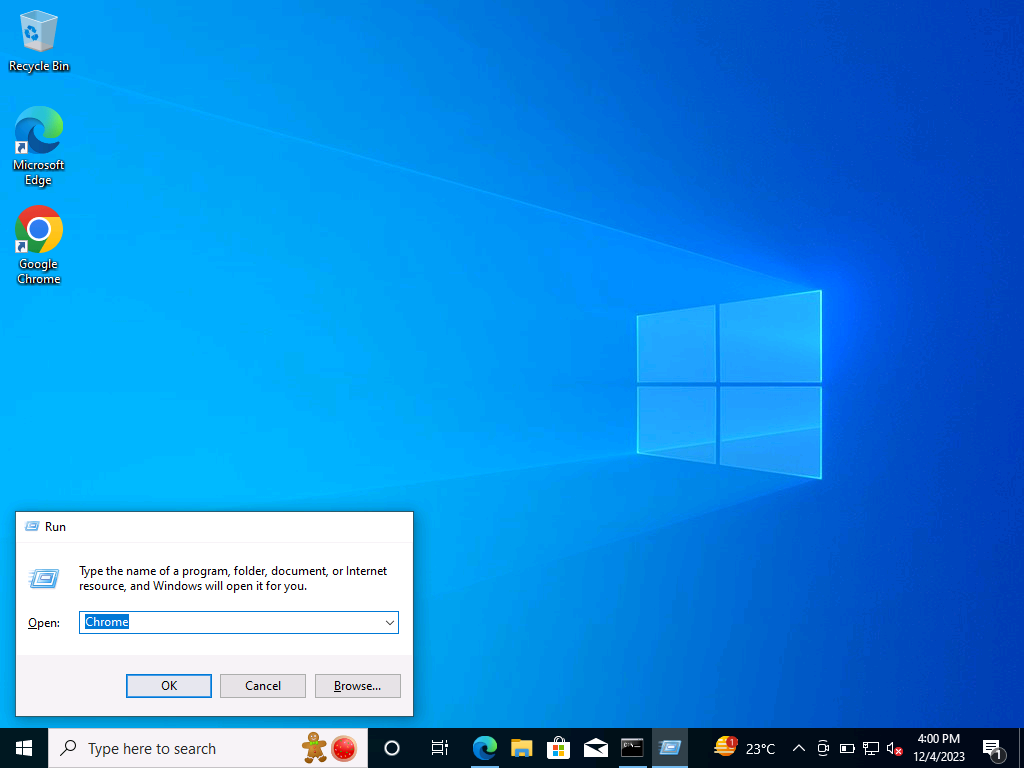 Recycle Bin
Microsoft
Edge
Google
Chrome
Run
Type the name of a program, folder, document, or Internet
resource, and Windows will open it for you.
Open:
Chrome
OK
Cancel
Browse...
Type here to search
1
23°C
4:00 PM
12/4/2023
1